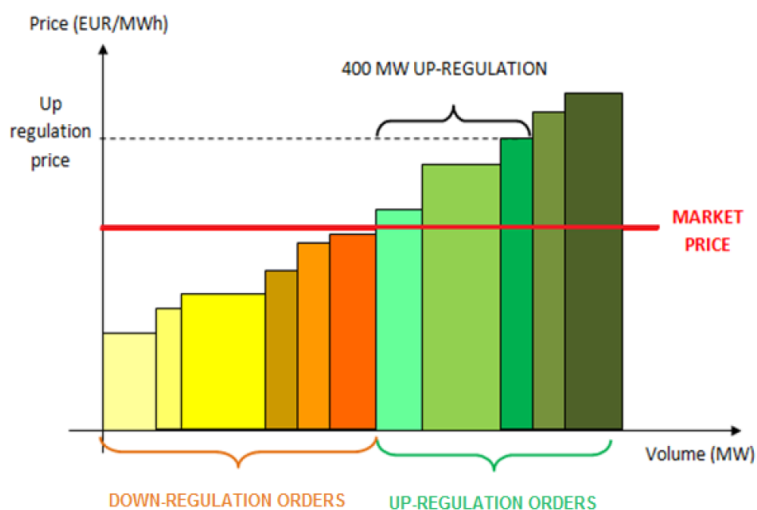 Price (EUR/MWh)
400 MW UP-REGULATION
Up
regulation
price
MARKET
PRICE
Volume (MW)
DOWN-REGULATION ORDERS
UP-REGULATION ORDERS